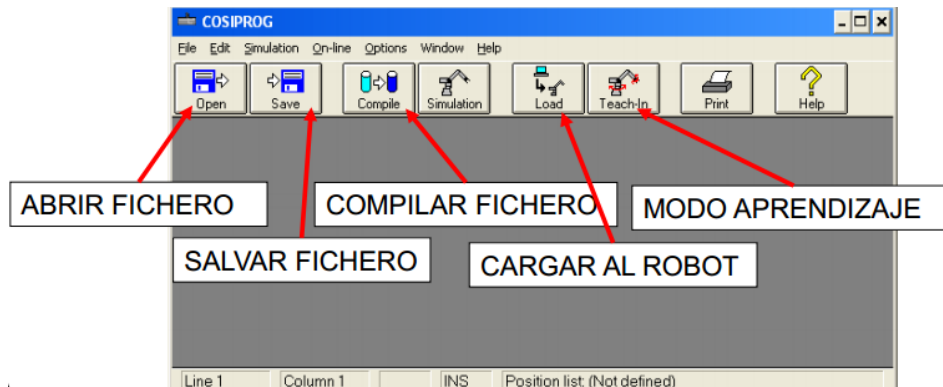 COSIPROG
File Edit Simulation On-line Options Window Help
Open Save Compile Simulation Load Teach-In Print Help
ABRIR FICHERO COMPILAR FICHERO MODO APRENDIZAJE
SALVAR FICHERO CARGAR AL ROBOT
Line 1 Column 1 INS Position list: (Not defined)